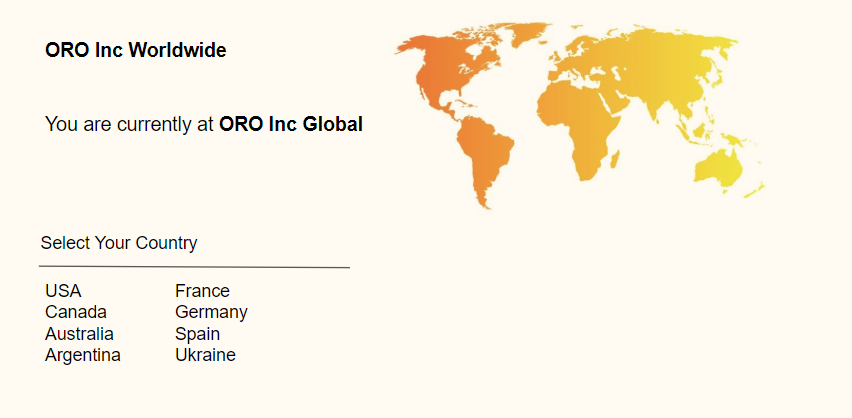 ORO Inc Worldwide
You are currently at ORO Inc Global
Select Your Country
USA
Canada
Australia
Argentina
France
Germany
Spain
Ukraine